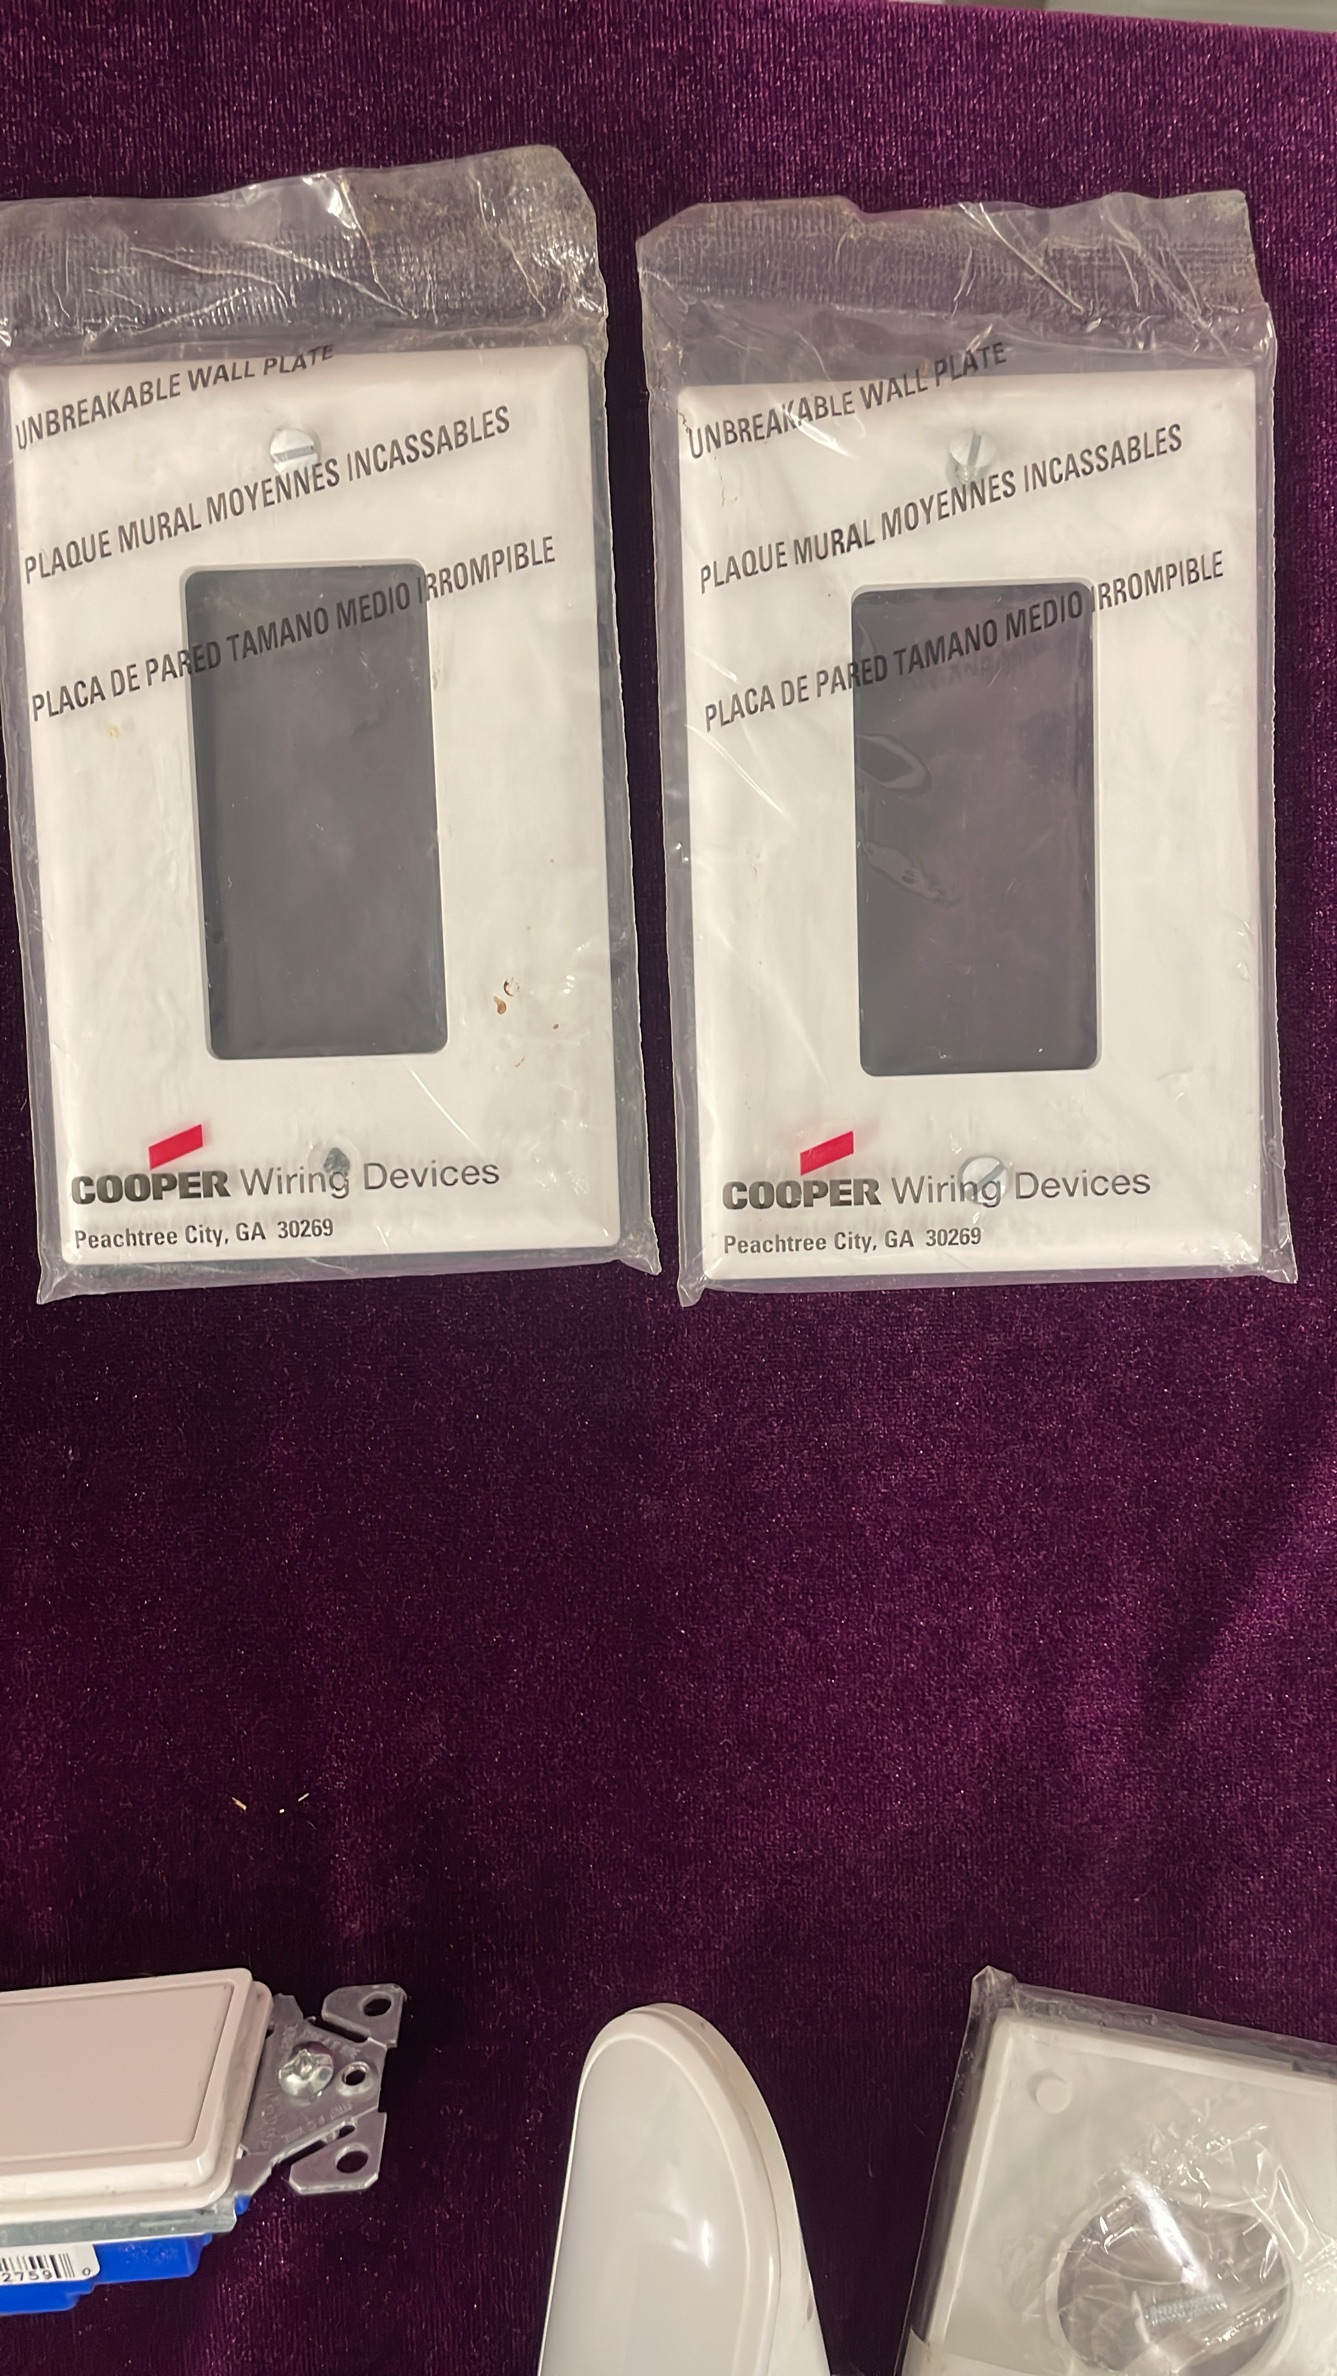 UNBREAKABLE WALL PLATE
PLAQUE MURAL MOYENNES INCASSABLES
PLACA DE PARED TAMANO MEDIO IRROMPIBLE
COOPER Wiring Devices
Peachtree City, GA 30269
UNBREAKABLE WALL PLATE
PLAQUE MURAL MOYENNES INCASSABLES
PLACA DE PARED TAMANO MEDIO IRROMPIBLE
COOPER Wiring Devices
Peachtree City, GA 30269
2759 0